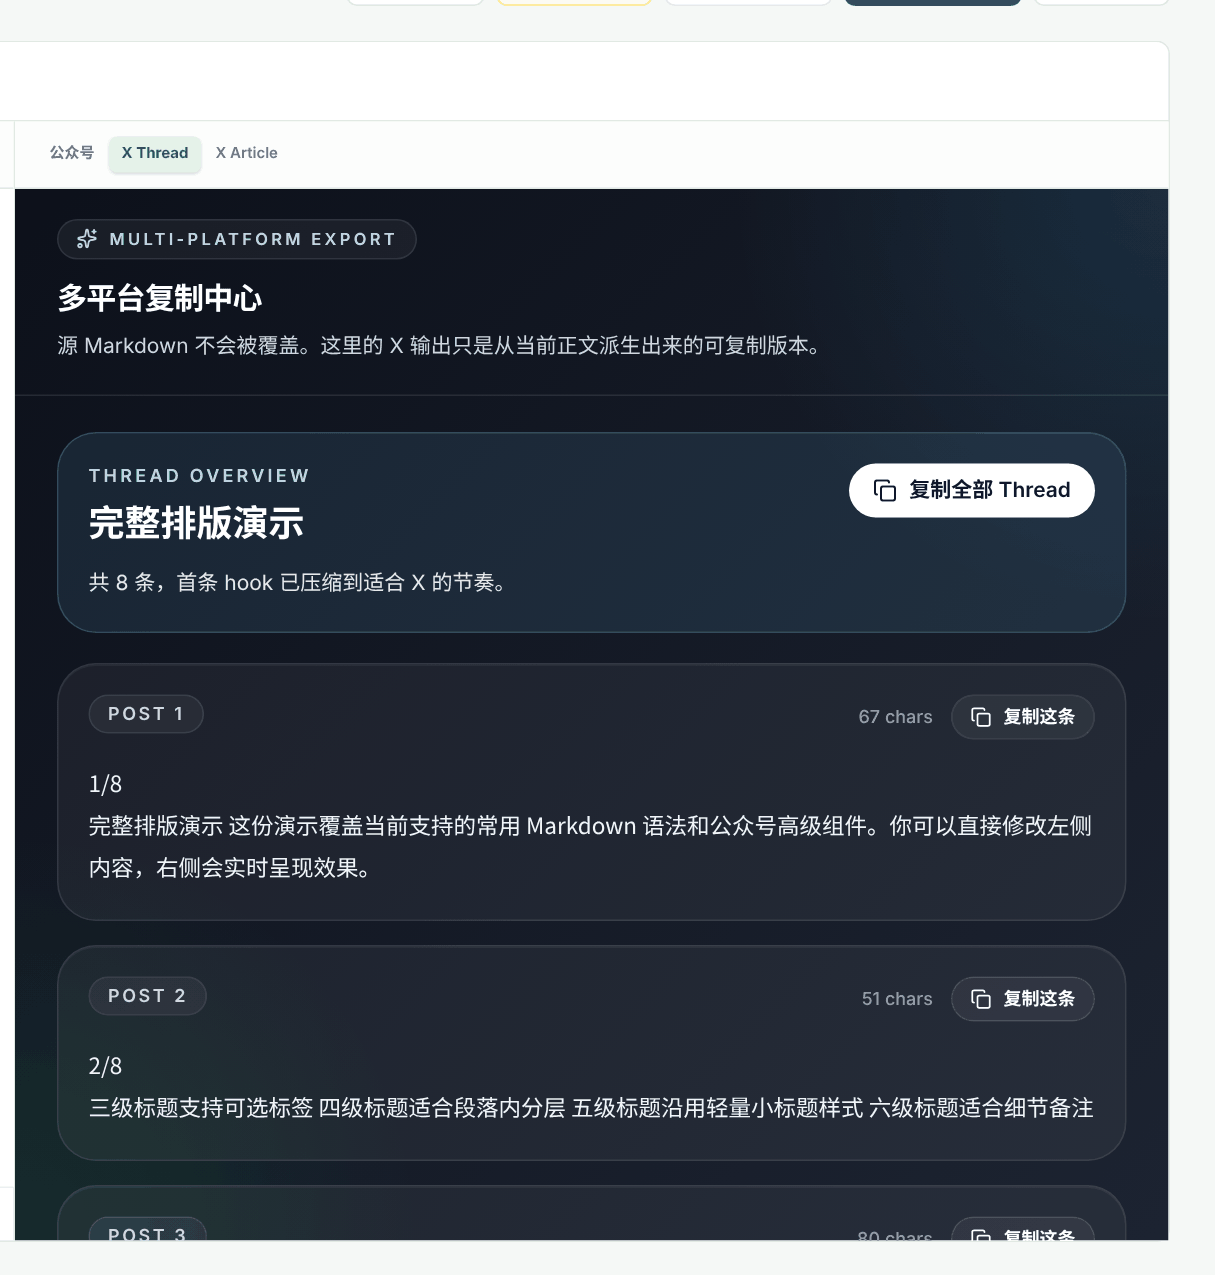 公众号 X Thread X Article
MULTI-PLATFORM EXPORT
多平台复制中心
源 Markdown 不会被覆盖。这里的 X 输出只是从当前正文派生出来的可复制版本。
THREAD OVERVIEW
复制全部 Thread
完整排版演示
共 8 条，首条 hook 已压缩到适合 X 的节奏。
POST 1
67 chars 复制这条
1/8
完整排版演示 这份演示覆盖当前支持的常用 Markdown 语法和公众号高级组件。你可以直接修改左侧
内容，右侧会实时呈现效果。
POST 2
51 chars 复制这条
2/8
三级标题支持可选标签 四级标题适合段落内分层 五级标题沿用轻量小标题样式 六级标题适合细节备注
POST 3
80 chars 复制这条